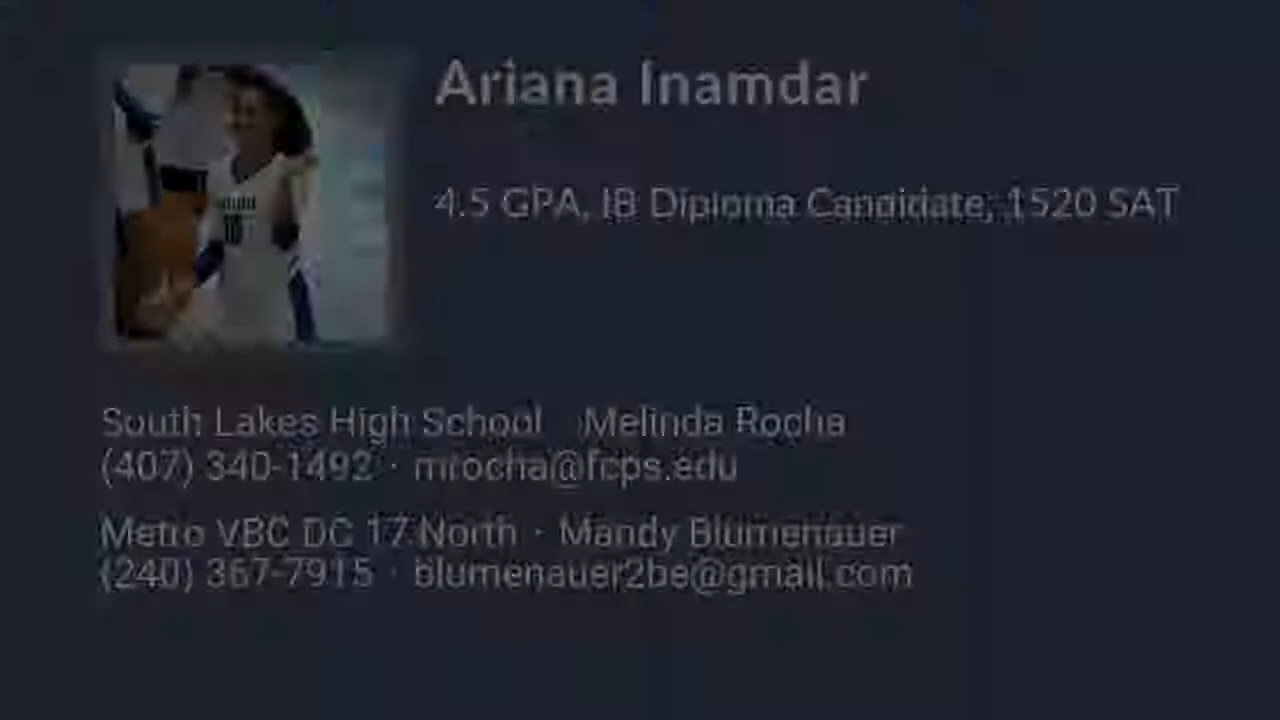 Ariana Inamdar
4.5 GPA, IB Diploma Candidate, 1520 SAT
South Lakes High School · Melinda Rocha
(407) 340-1492 · mrocha@fcps.edu
Metro VBC DC 17 North · Mandy Blumenauer
(240) 367-7915 · blumenauer2be@gmail.com